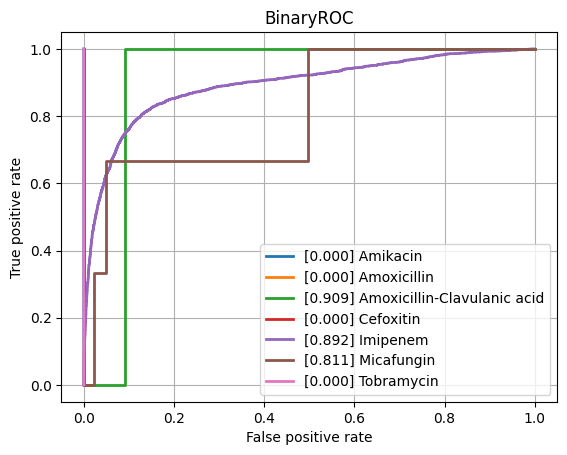 BinaryROC
True positive rate
1.0
0.8
0.6
0.4
0.2
0.0
[0.000] Amikacin
[0.000] Amoxicillin
[0.909] Amoxicillin-Clavulanic acid
[0.000] Cefoxitin
[0.892] Imipenem
[0.811] Micafungin
[0.000] Tobramycin
0.0 0.2 0.4 0.6 0.8 1.0
False positive rate